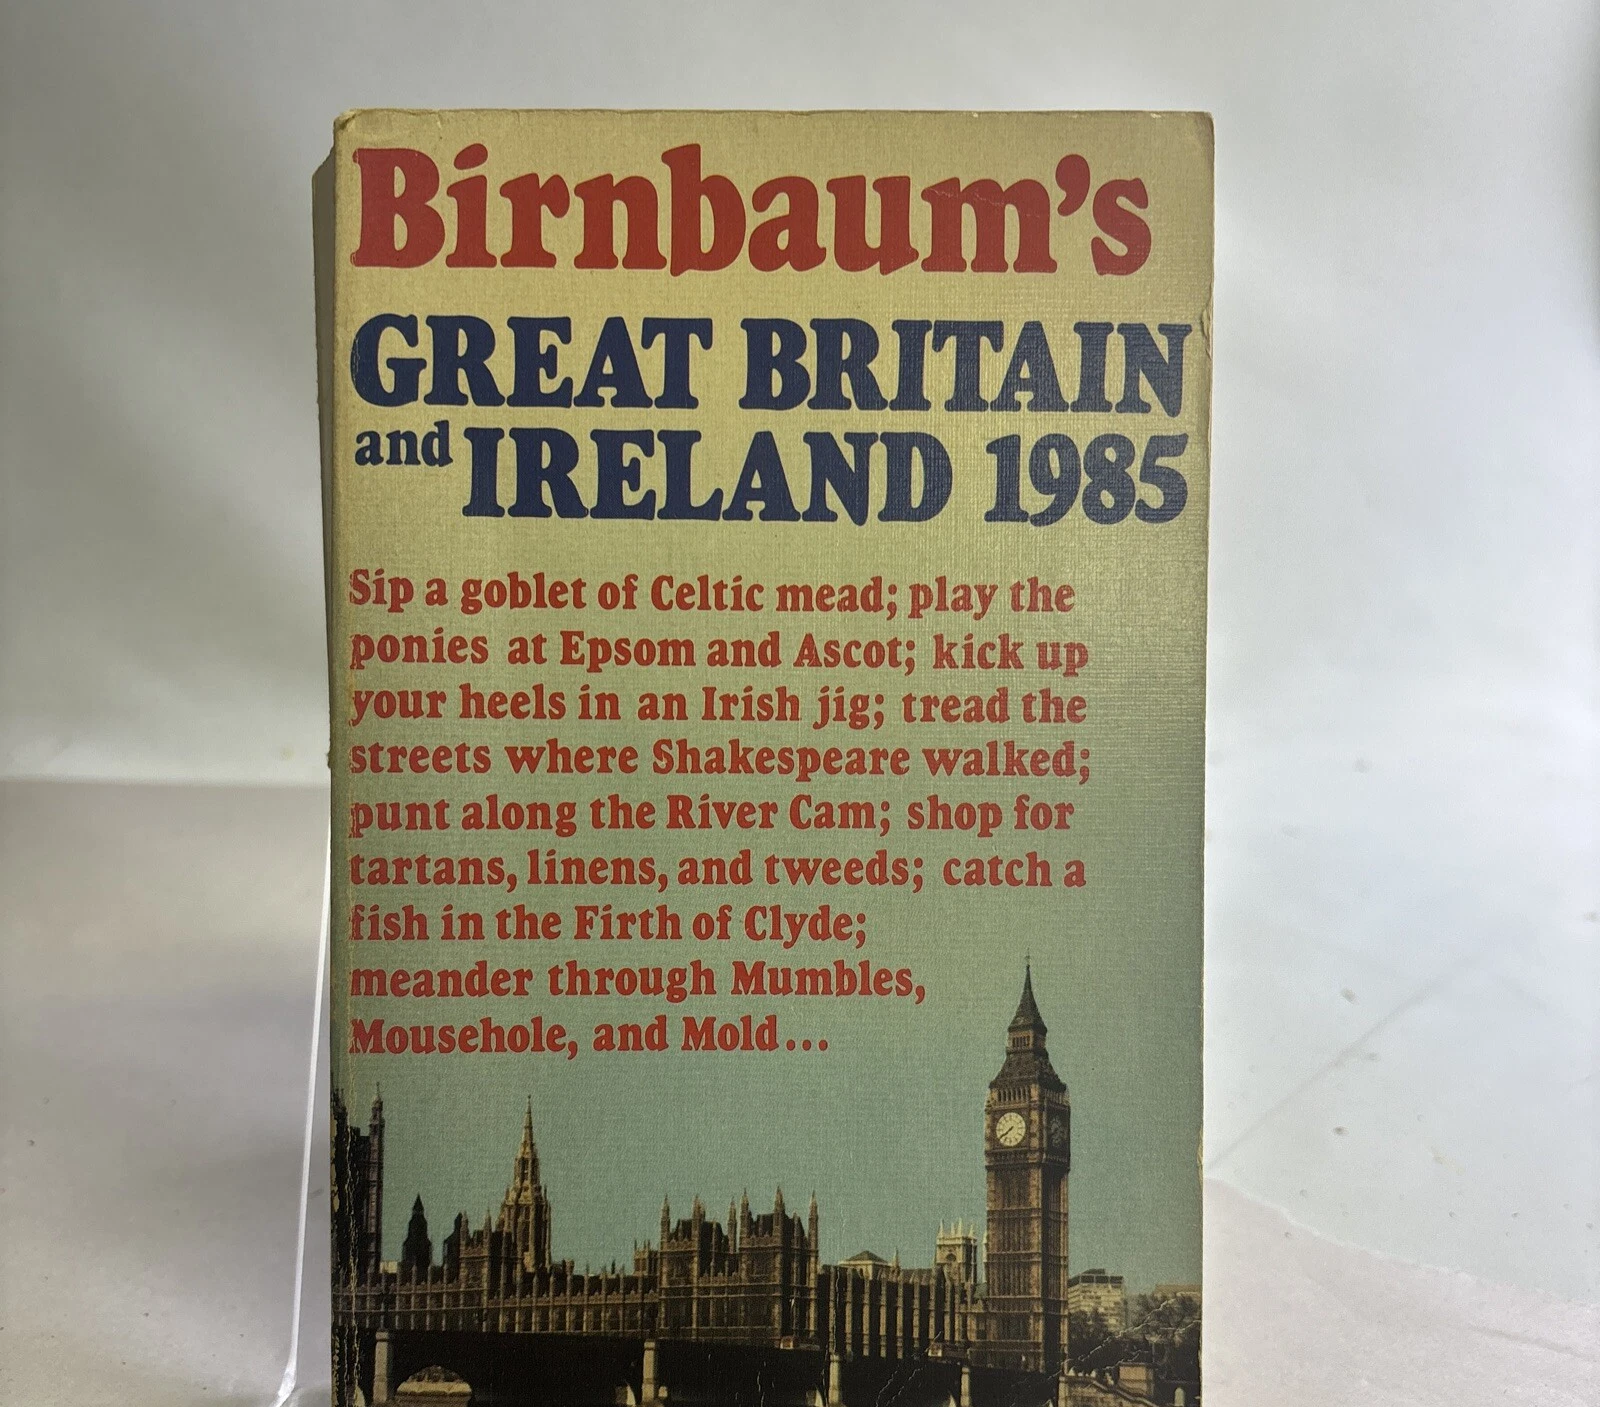 Birnbaum's
GREAT BRITAIN
and IRELAND 1985
Sip a goblet of Celtic mead; play the
ponies at Epsom and Ascot; kick up
your heels in an Irish jig; tread the
streets where Shakespeare walked;
punt along the River Cam; shop for
tartans, linens, and tweeds; catch a
fish in the Firth of Clyde;
meander through Mumbles,
Mousehole, and Mold...